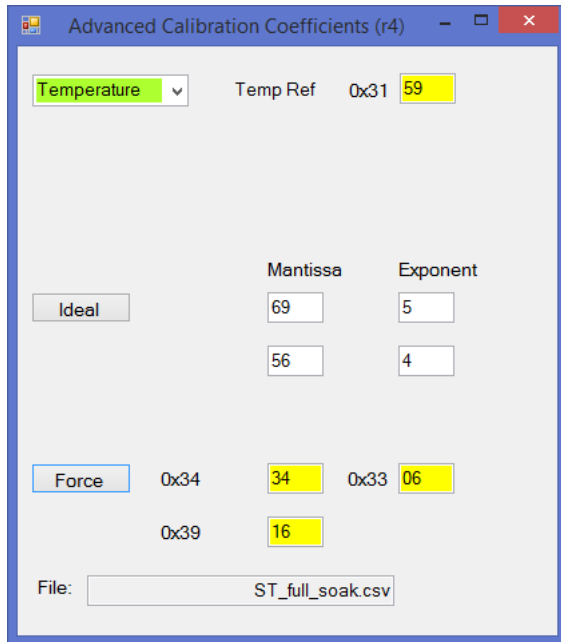 Advanced Calibration Coefficients (r4)
Temperature Temp Ref 0x31 59
Mantissa Exponent
Ideal 69 5
56 4
Force 0x34 34 0x33 06
0x39 16
File: ST_full_soak.csv